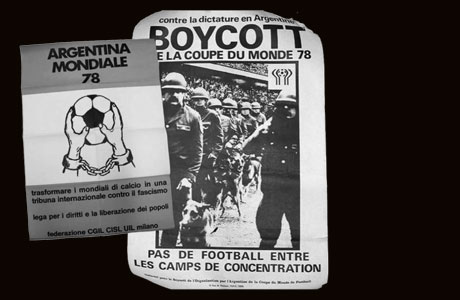 ARGENTINA
MONDIALE
78
trasformare i mondiali di calcio in una
tribuna internazionale contro il fascismo
lega per i diritti e la liberazione dei popoli
federazione CGIL CISL UIL milano
contre la dictature en Argentine
BOYCOTT
E LA COUPE DU MONDE 78
PAS DE FOOTBALL ENTRE
LES CAMPS DE CONCENTRATION